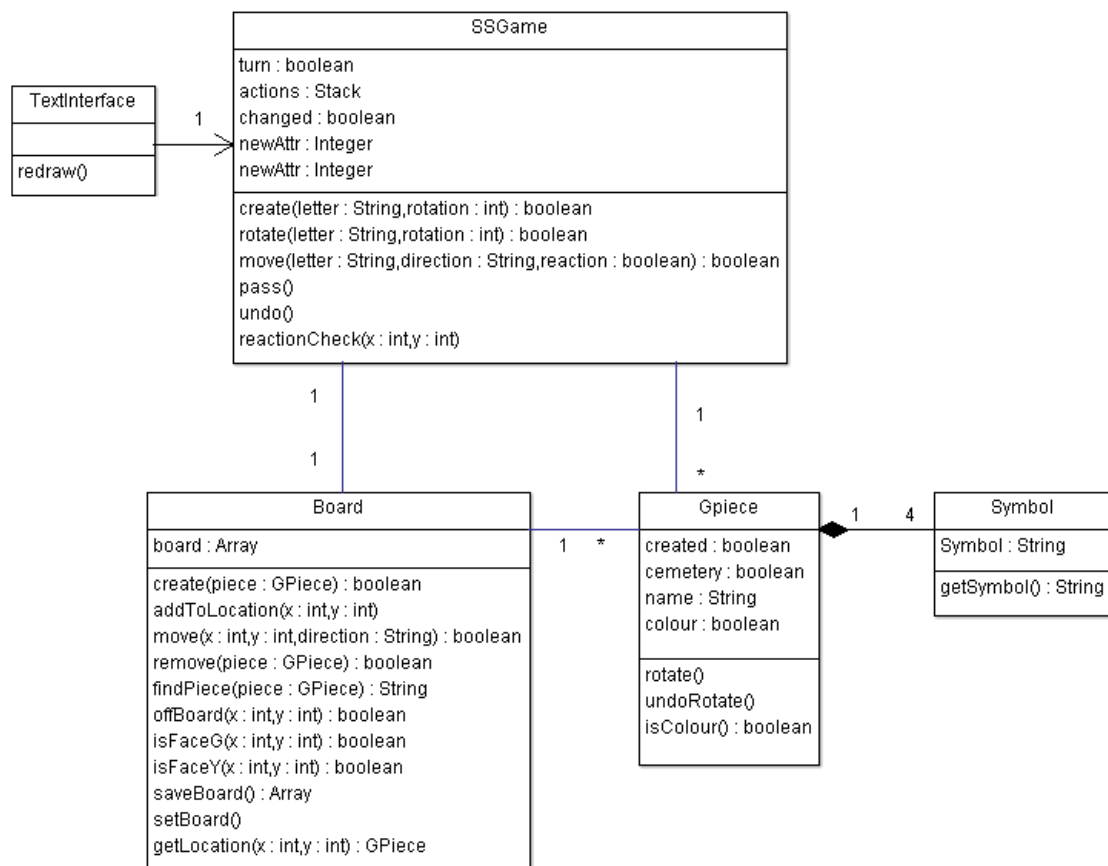 SSGame
turn : boolean
actions : Stack
changed : boolean
newAttr : Integer
newAttr : Integer
create(letter : String,rotation : int) : boolean
rotate(letter : String,rotation : int) : boolean
move(letter : String,direction : String,reaction : boolean) : boolean
pass()
undo()
reactionCheck(x : int,y : int)
TextInterface
redraw()
1
1
1
1
*
Board
board : Array
create(piece : GPiece) : boolean
addToLocation(x : int,y : int)
move(x : int,y : int,direction : String) : boolean
remove(piece : GPiece) : boolean
findPiece(piece : GPiece) : String
offBoard(x : int,y : int) : boolean
isFaceG(x : int,y : int) : boolean
isFaceY(x : int,y : int) : boolean
saveBoard() : Array
setBoard()
getLocation(x : int,y : int) : GPiece
1 *
Gpiece
created : boolean
cemetery : boolean
name : String
colour : boolean
rotate()
undoRotate()
isColour() : boolean
1 4
Symbol
Symbol : String
getSymbol() : String